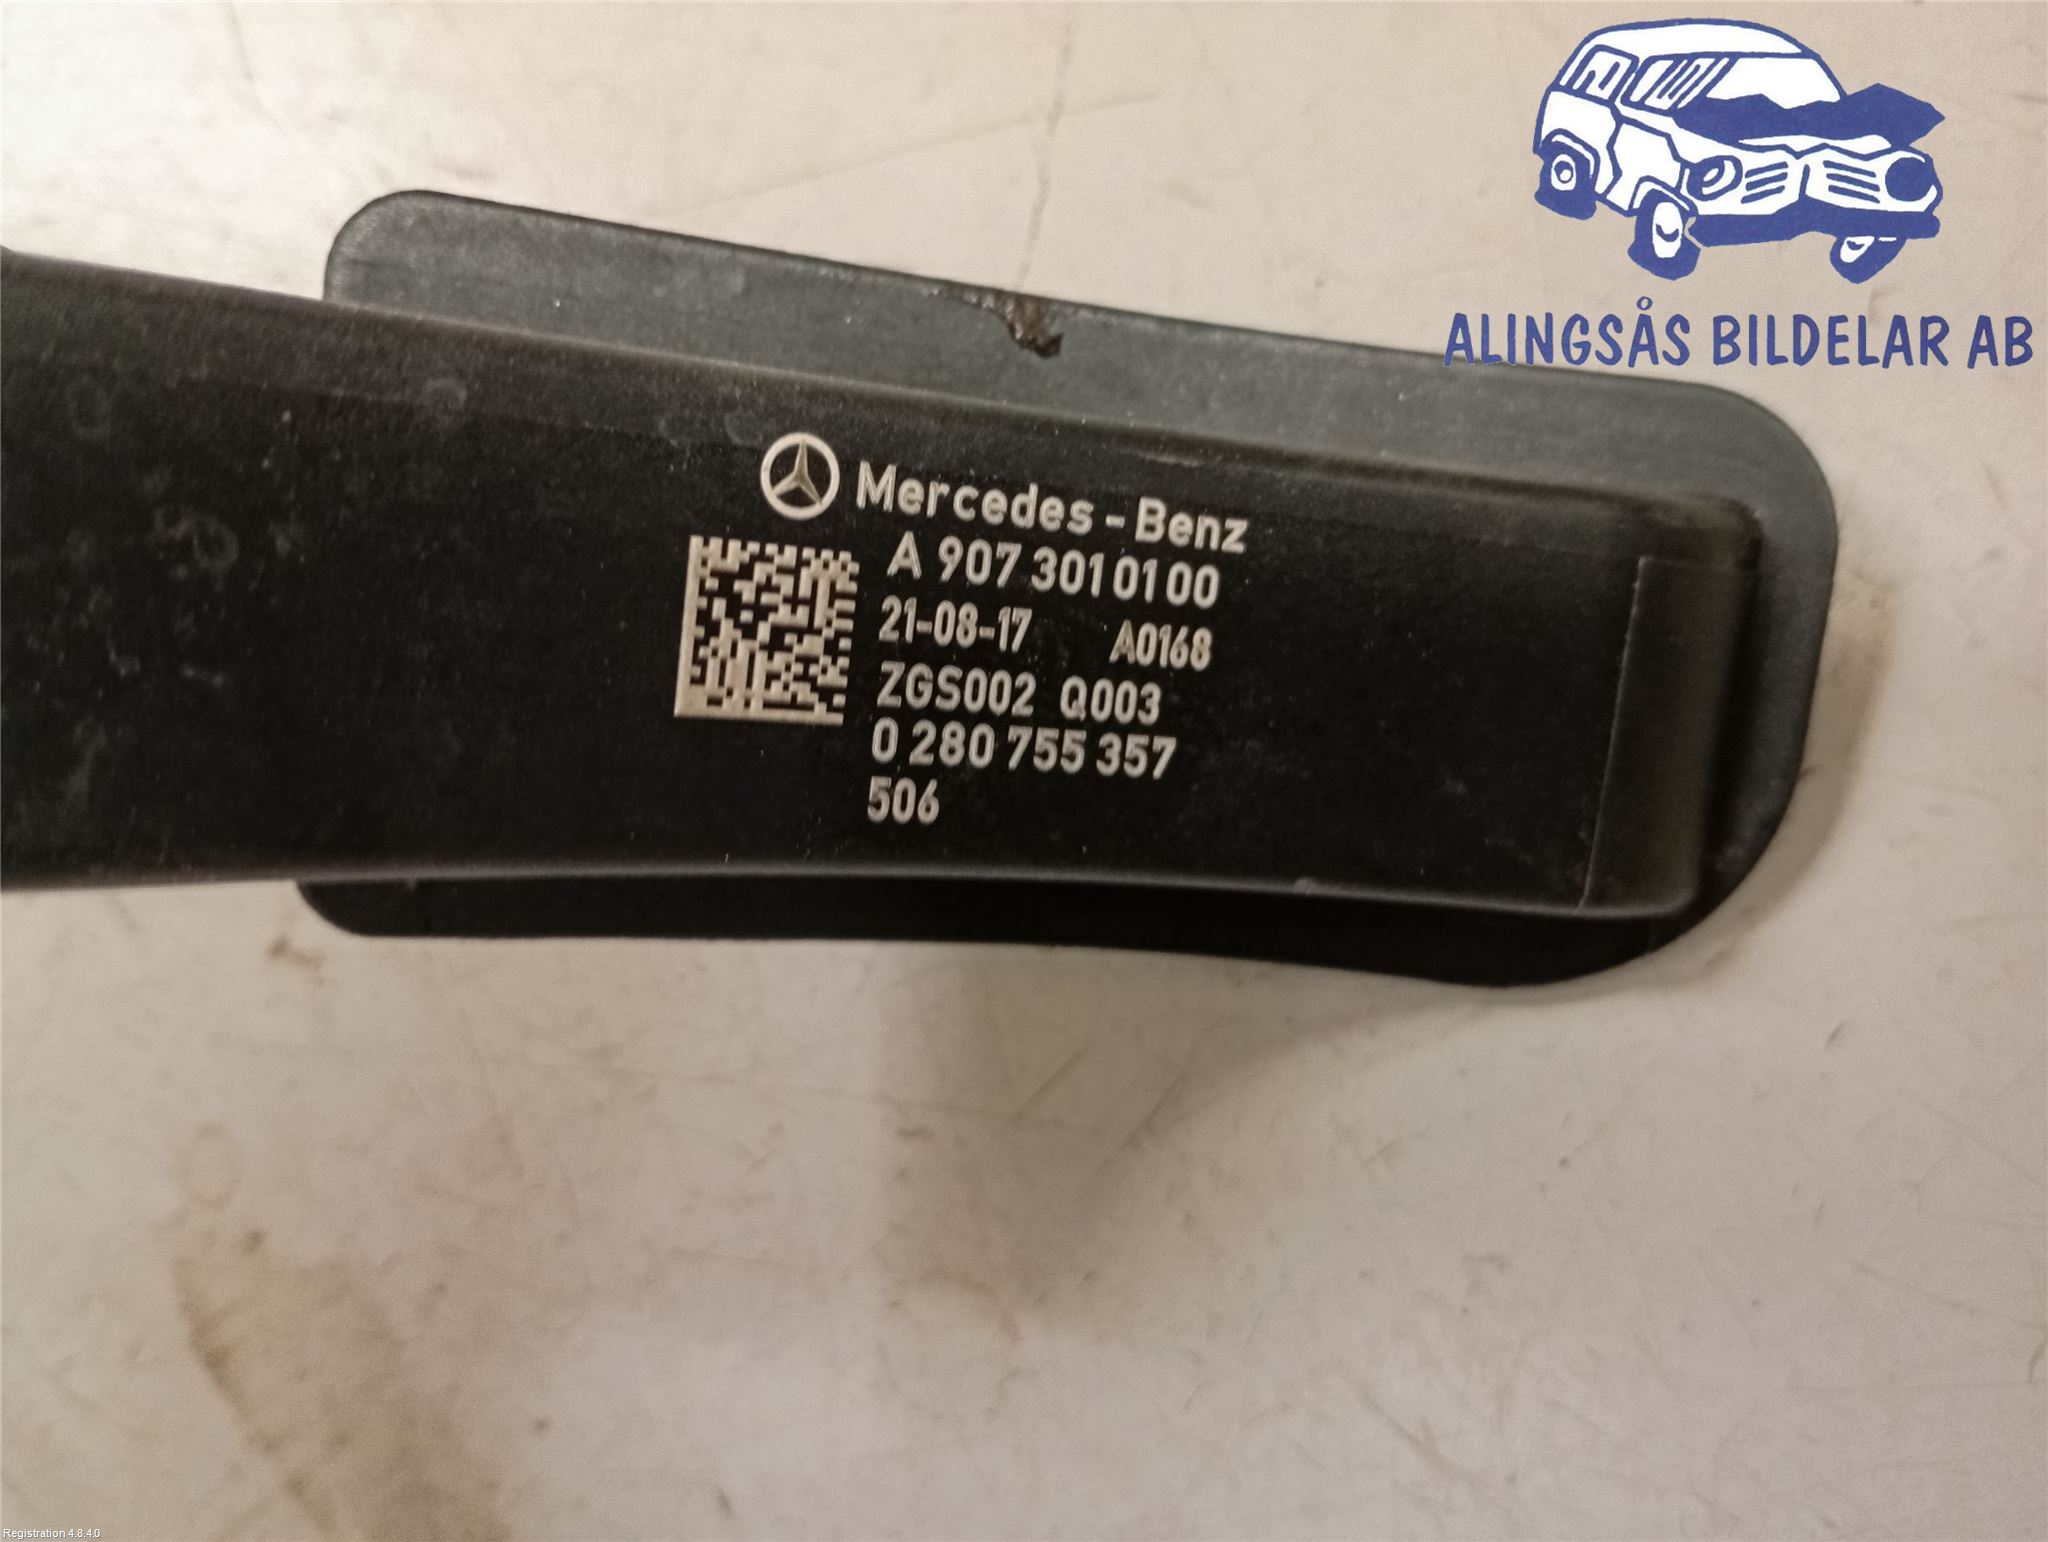 ALINGSÅS BILDELAR AB
Mercedes-Benz
A 907 301 01 00
21-08-17 A0168
ZGS002 Q003
0 280 755 357
506
Registration 4.8.4.0